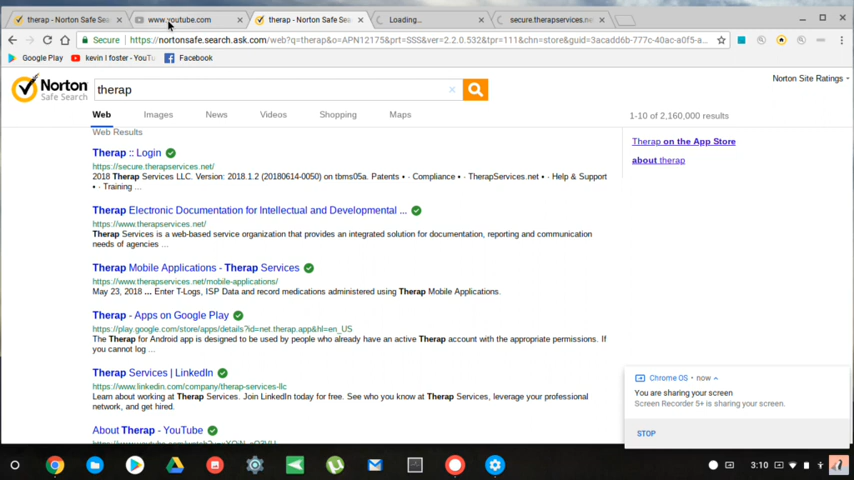 therap - Norton Safe Sea
www.youtube.com
therap - Norton Safe Sea
Loading...
secure.therapservices.ne
Secure https://nortonsafe.search.ask.com/web?q=therap&o=APN12175&prt=SSS&ver=2.2.0.532&tpr=111&chn=store&guid=3acadd6b-777c-40ac-a0f5-a...
Google Play kevin l foster - YouTu Facebook
Norton
Safe Search
therap
Norton Site Ratings
Web Images News Videos Shopping Maps
1-10 of 2,160,000 results
Web Results
Therap :: Login
https://secure.therapservices.net/
2018 Therap Services LLC. Version: 2018.1.2 (20180614-0050) on tbms05a. Patents • · Compliance • · TherapServices.net • · Help & Support
• · Training ...
Therap Electronic Documentation for Intellectual and Developmental ...
https://www.therapservices.net/
Therap Services is a web-based service organization that provides an integrated solution for documentation, reporting and communication
needs of agencies ...
Therap Mobile Applications - Therap Services
https://www.therapservices.net/mobile-applications/
May 23, 2018 ... Enter T-Logs, ISP Data and record medications administered using Therap Mobile Applications.
Therap - Apps on Google Play
https://play.google.com/store/apps/details?id=net.therap.app&hl=en_US
The Therap for Android app is designed to be used by people who already have an active Therap account with the appropriate permissions. If
you cannot log ...
Therap Services | LinkedIn
https://www.linkedin.com/company/therap-services-llc
Learn about working at Therap Services. Join LinkedIn today for free. See who you know at Therap Services, leverage your professional
network, and get hired.
About Therap - YouTube
Therap on the App Store
about therap
Chrome OS • now
You are sharing your screen
Screen Recorder 5+ is sharing your screen.
STOP
3:10